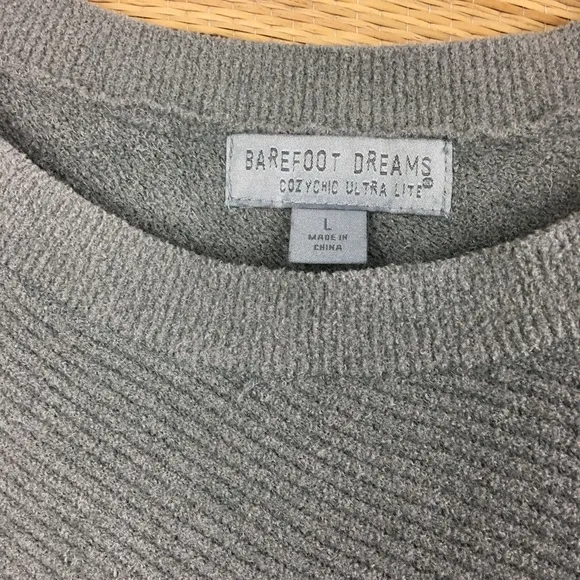 BAREFOOT DREAMS
COZYCHIC ULTRA LITE®
L
MADE IN
CHINA